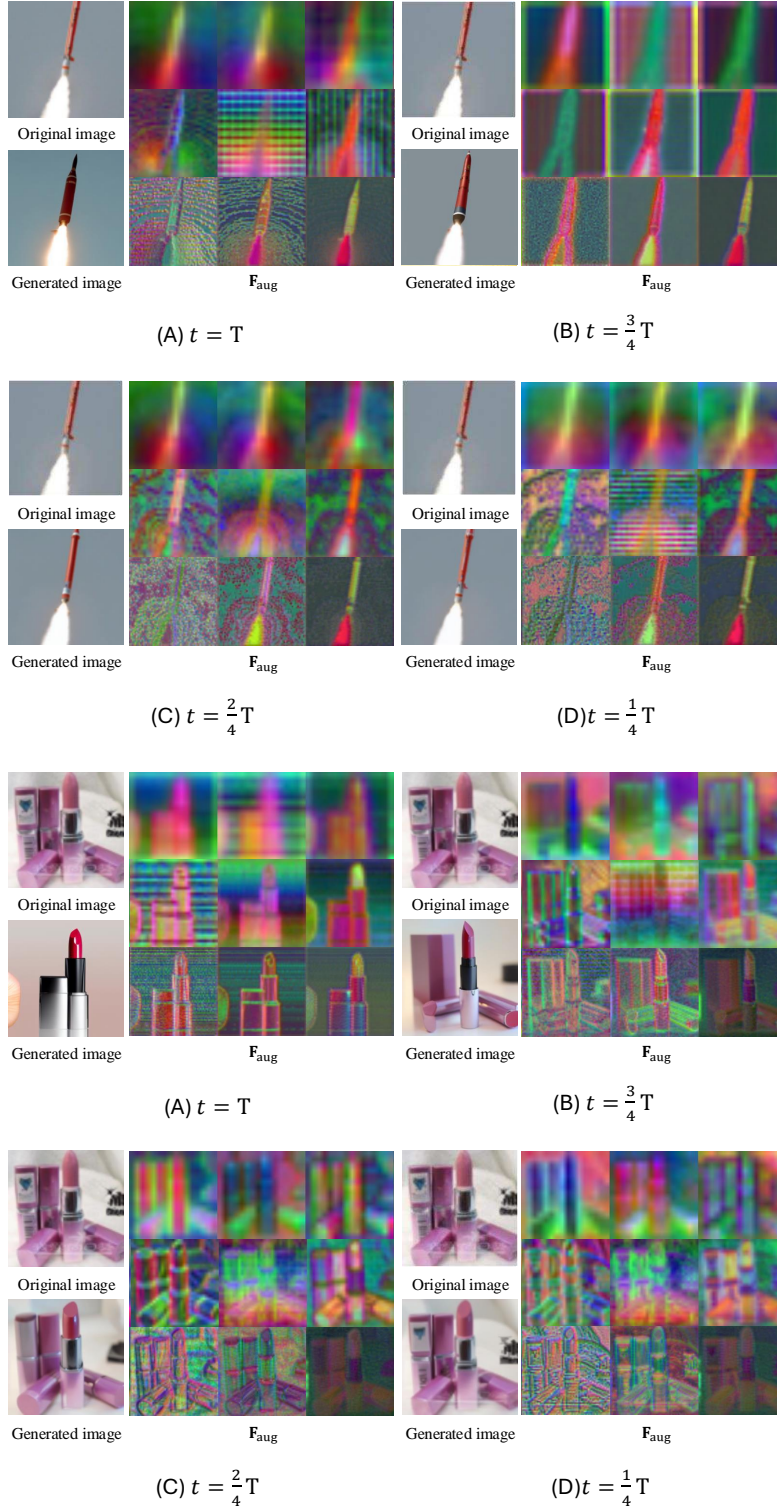 Original image
Original image
Generated image
F_aug
Generated image
F_aug
(A) t = T
(B) t = 3/4 T
Original image
Original image
Generated image
F_aug
Generated image
F_aug
(C) t = 2/4 T
(D)t = 1/4 T
Original image
Original image
Generated image
F_aug
Generated image
F_aug
(A) t = T
(B) t = 3/4 T
Original image
Original image
Generated image
F_aug
Generated image
F_aug
(C) t = 2/4 T
(D)t = 1/4 T